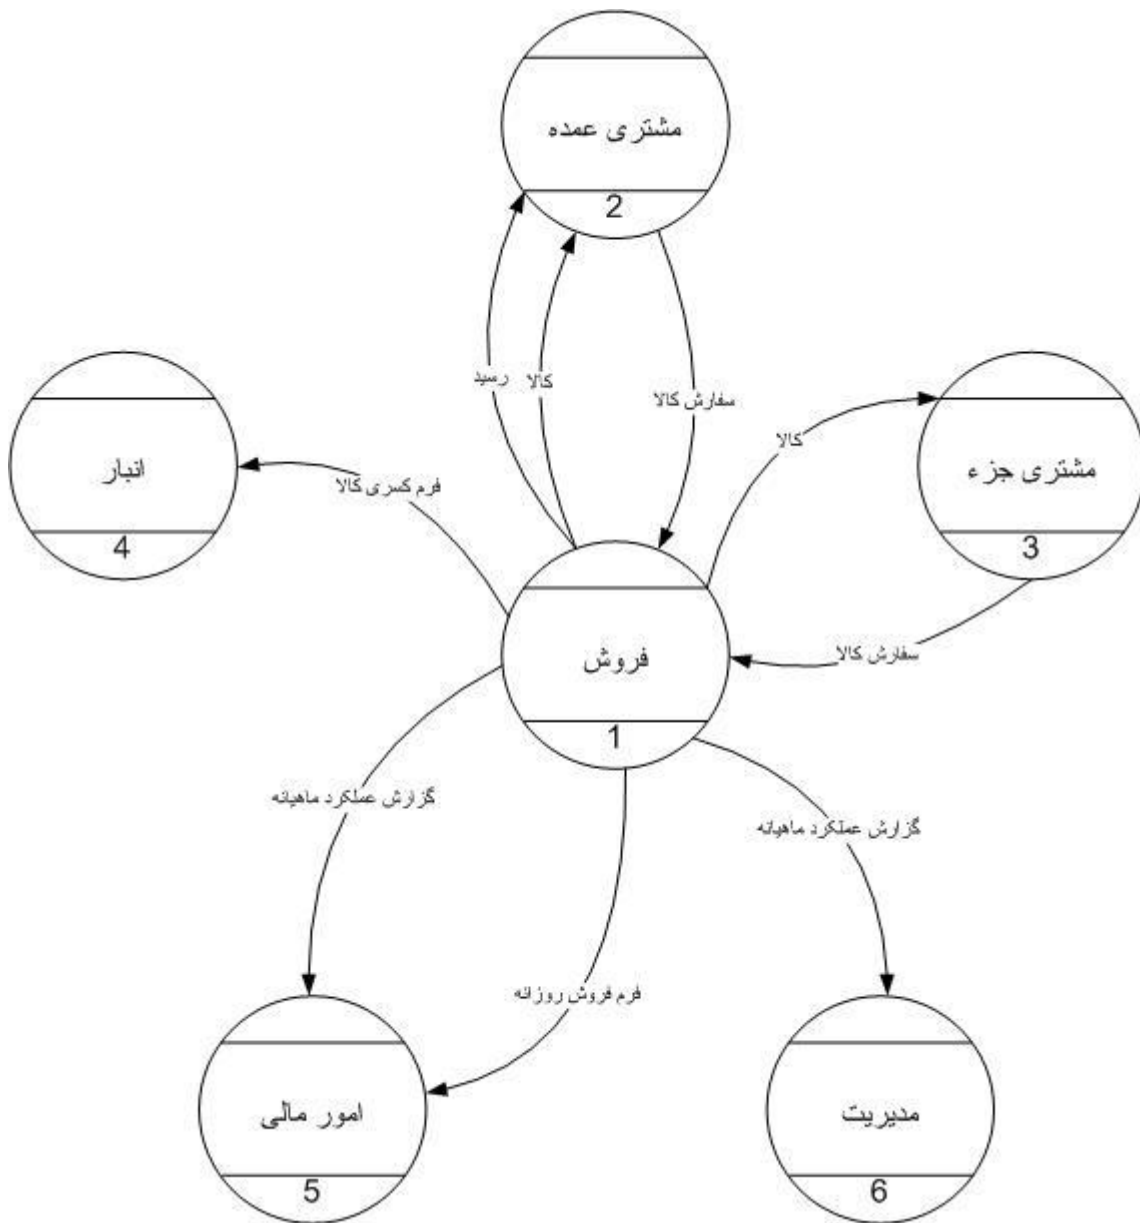 مشتری عمده
2
رسید
کالا
سفارش کالا
کالا
مشتری جزء
3
انبار
4
فرم کسری کالا
سفارش کالا
فروش
1
گزارش عملکرد ماهیانه
گزارش عملکرد ماهیانه
فرم فروش روزانه
امور مالی
5
مدیریت
6